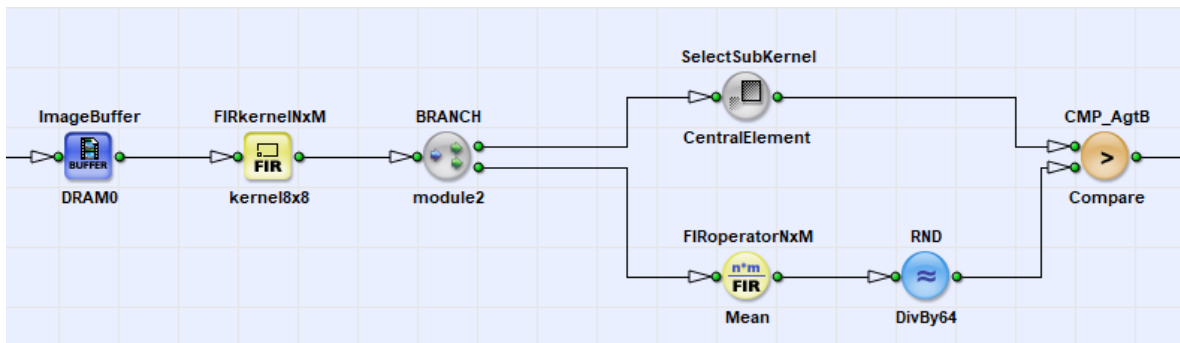 SelectSubKernel
ImageBuffer
FIRkernelNxM
BRANCH
CMP_AgtB
BUFFER
FIR
>
CentralElement
DRAM0
kernel8x8
module2
Compare
FIRoperatorNxM
RND
n*m
FIR
≈
Mean
DivBy64